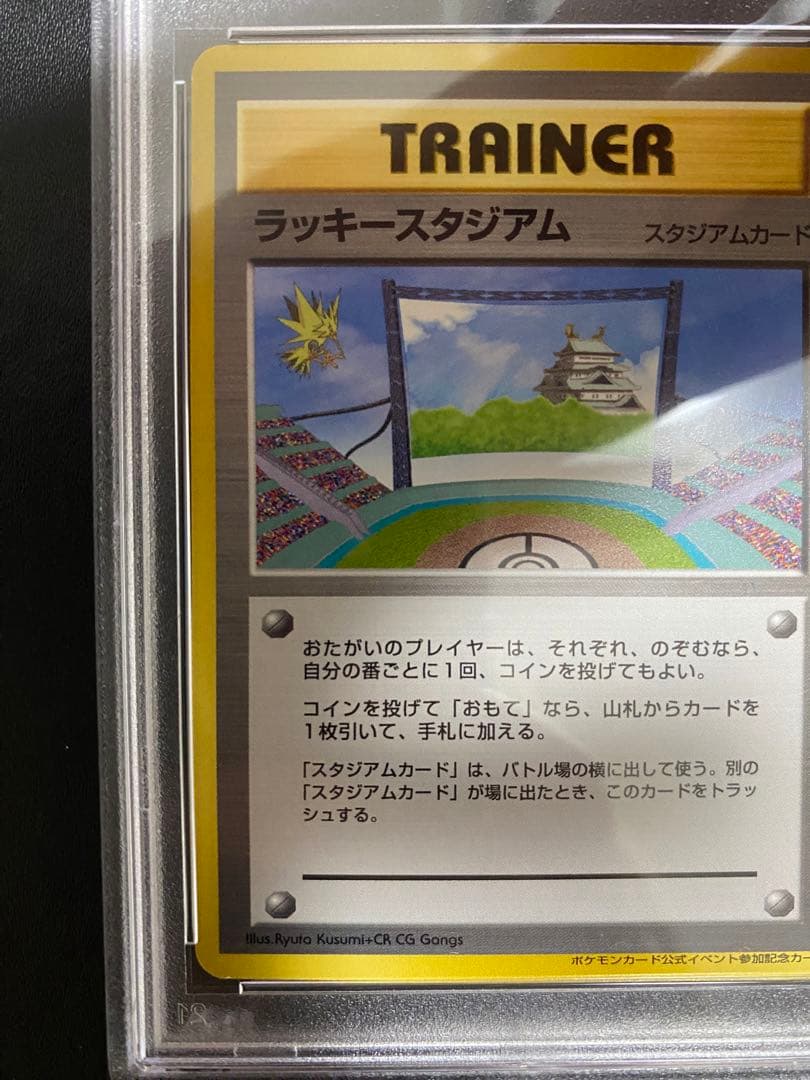 TRAINER
ラッキースタジアム
スタジアムカード
おたがいのプレイヤーは、それぞれ、のぞむなら、
自分の番ごとに1回、コインを投げてもよい。
コインを投げて「おもて」なら、山札からカードを
1枚引いて、手札に加える。
「スタジアムカード」は、バトル場の横に出して使う。別の
「スタジアムカード」が場に出たとき、このカードをトラッ
シュする。
Illus.Ryuta Kusumi+CR CG Gangs
ポケモンカード公式イベント参加記念カー